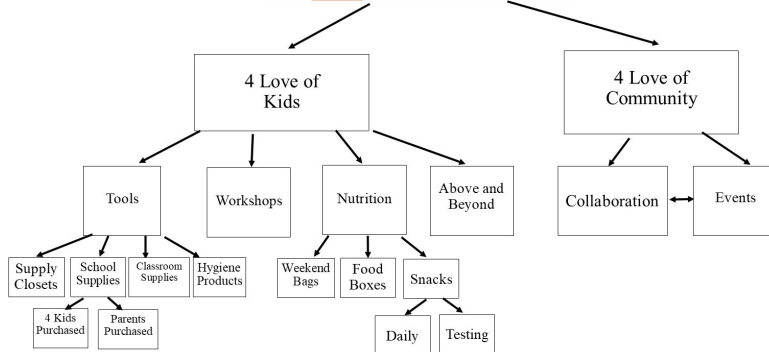 4 Love of
Kids
4 Love of
Community
Tools
Workshops
Nutrition
Above and
Beyond
Collaboration
Events
Supply
Closets
School
Supplies
Classroom
Supplies
Hygiene
Products
Weekend
Bags
Food
Boxes
Snacks
4 Kids
Purchased
Parents
Purchased
Daily
Testing